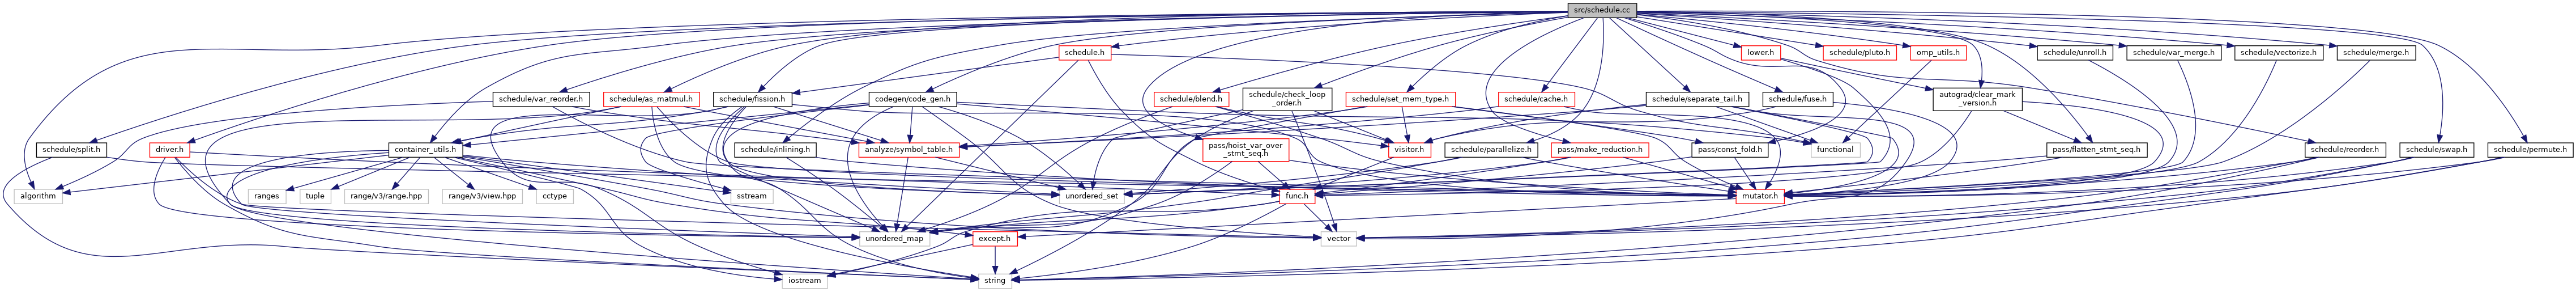 src/schedule.cc
schedule.h
lower.h
schedule/pluto.h
omp_utils.h
schedule/unroll.h
schedule/var_merge.h
schedule/vectorize.h
schedule/merge.h
schedule/var_reorder.h
schedule/as_matmul.h
schedule/fission.h
codegen/code_gen.h
schedule/blend.h
schedule/check_loop
_order.h
schedule/set_mem_type.h
schedule/cache.h
schedule/separate_tail.h
schedule/fuse.h
autograd/clear_mark
_version.h
schedule/split.h
driver.h
container_utils.h
schedule/inlining.h
analyze/symbol_table.h
pass/hoist_var_over
_stmt_seq.h
visitor.h
schedule/parallelize.h
pass/make_reduction.h
pass/const_fold.h
functional
pass/flatten_stmt_seq.h
schedule/reorder.h
schedule/swap.h
schedule/permute.h
algorithm
ranges
tuple
range/v3/range.hpp
range/v3/view.hpp
cctype
sstream
unordered_set
func.h
mutator.h
unordered_map
except.h
vector
iostream
string